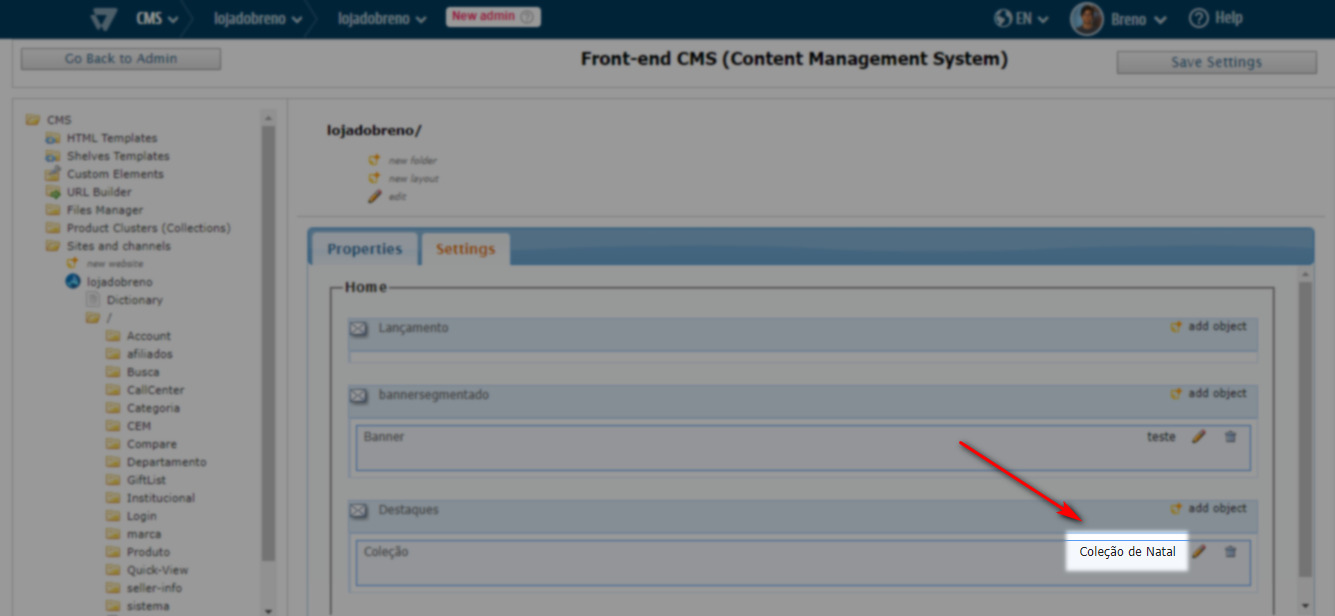 CMS lojadobreno lojadobreno New admin EN Breno Help
Go Back to Admin Front-end CMS (Content Management System) Save Settings
CMS
HTML Templates
Shelves Templates
Custom Elements
URL Builder
Files Manager
Product Clusters (Collections)
Sites and channels
new website
lojadobreno
Dictionary
/
Account
afiliados
Busca
CallCenter
Categoria
CEM
Compare
Departamento
GiftList
Institucional
Login
marca
Produto
Quick-View
seller-info
sistema
lojadobreno/
new folder
new layout
edit
Properties Settings
Home
Lançamento add object
bannersegmentado add object
Banner teste
Destaques add object
Coleção Coleção de Natal